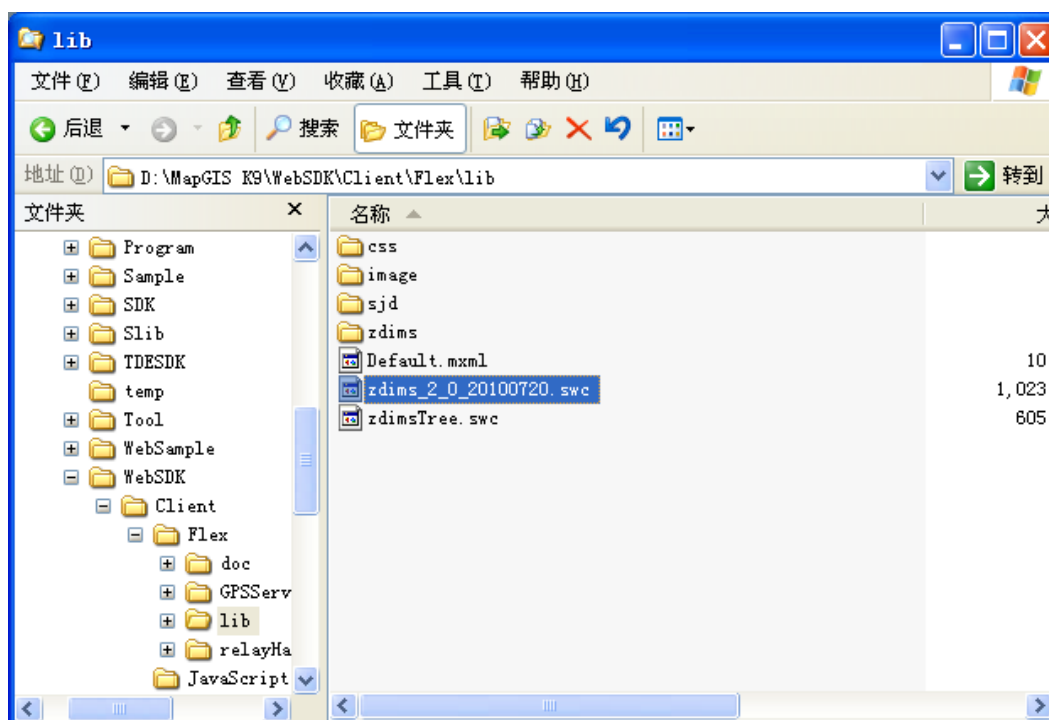 lib
文件(F) 编辑(E) 查看(V) 收藏(A) 工具(T) 帮助(H)
后退 搜索 文件夹
地址(D) D:\MapGIS K9\WebSDK\Client\Flex\lib 转到
文件夹 × 名称
Program
Sample
SDK
Slib
TDESDK
temp
Tool
WebSample
WebSDK
Client
Flex
doc
GPSServ
lib
relayHa
JavaScript
css
image
sjd
zdims
Default.mxml 10
zdims_2_0_20100720.swc 1,023
zdimsTree.swc 605